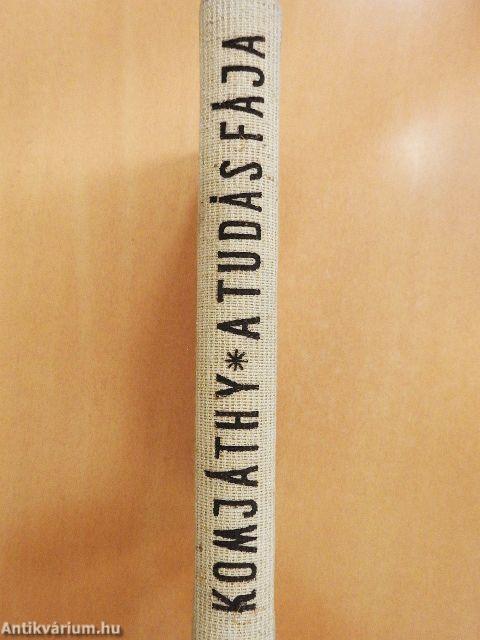 KOMJÁTHY * A TUDÁS FÁJA
Antikvárium.hu